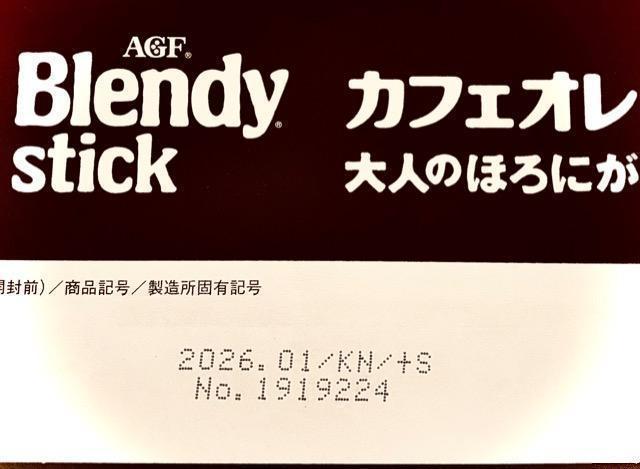 AGF®
Blendy®
stick
カフェオレ
大人のほろにが
開封前)／商品記号／製造所固有記号
2026.01/KN/+S
No.1919224